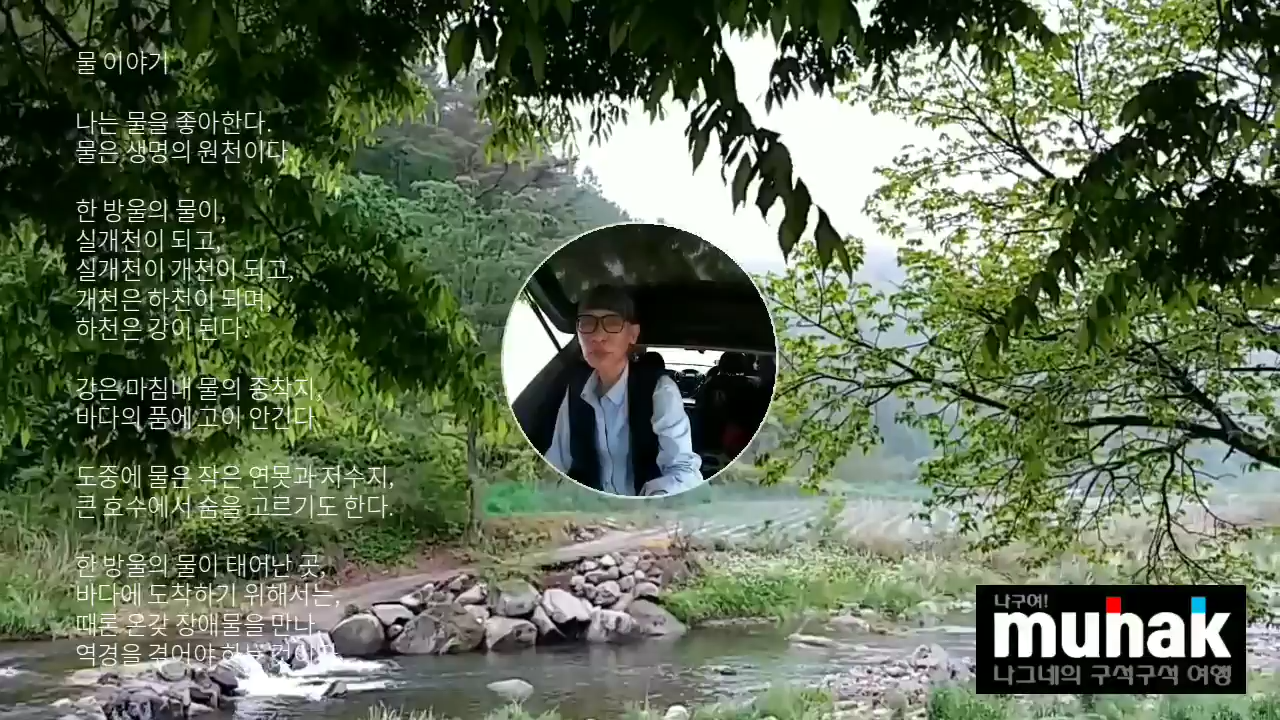 물 이야기
나는 물을 좋아한다.
물은 생명의 원천이다
한 방울의 물이,
실개천이 되고,
실개천이 개천이 되고,
개천은 하천이 되며,
하천은 강이 된다.
강은 마침내 물의 종착지,
바다의 품에 고이 안긴다
도중에 물은 작은 연못과 저수지,
큰 호수에서 숨을 고르기도 한다.
한 방울의 물이 태어난 곳,
바다에 도착하기 위해서는,
때론 온갖 장애물을 만나
역경을 겪어야
나구여!
muhak
나그네의 구석구석 여행